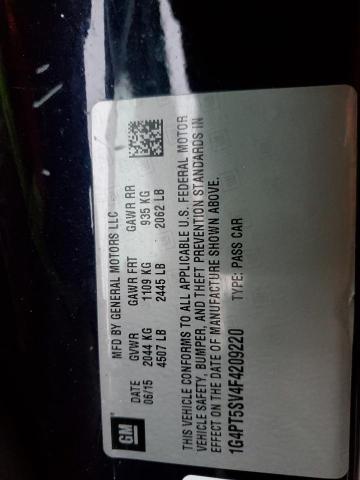 GM
MFD BY GENERAL MOTORS LLC
DATE GVWR GAWR FRT GAWR RR
06/15 2044 KG 1109 KG 935 KG
4507 LB 2445 LB 2062 LB
THIS VEHICLE CONFORMS TO ALL APPLICABLE U.S. FEDERAL MOTOR
VEHICLE SAFETY, BUMPER, AND THEFT PREVENTION STANDARDS IN
EFFECT ON THE DATE OF MANUFACTURE SHOWN ABOVE.
1G4PT5SV4F4209220 TYPE: PASS CAR